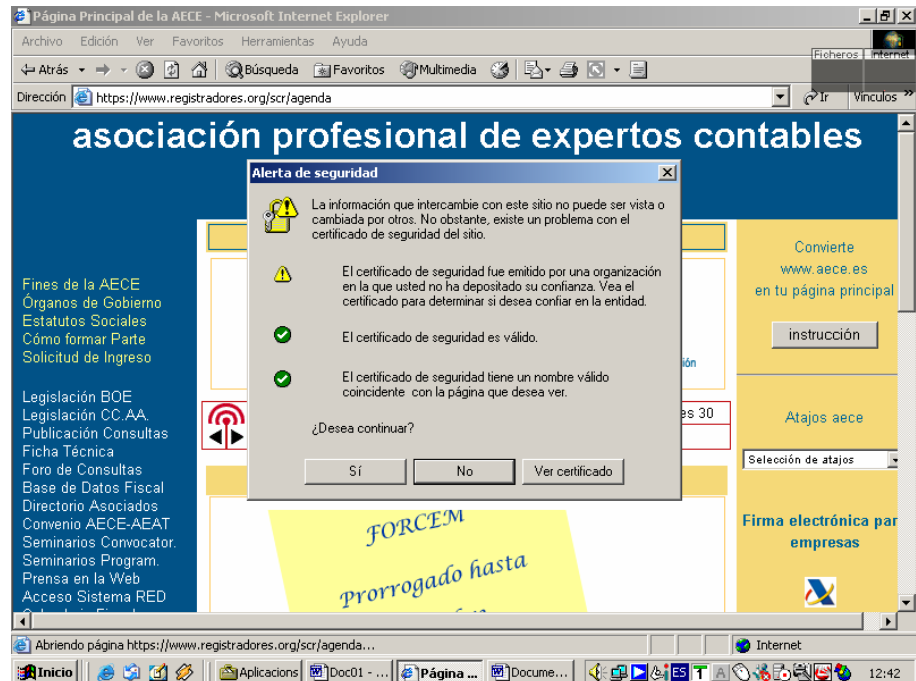 Página Principal de la AECE - Microsoft Internet Explorer
Archivo Edición Ver Favoritos Herramientas Ayuda
Ficheros Internet
Atrás Búsqueda Favoritos Multimedia
Dirección https://www.registradores.org/scr/agenda Ir Vínculos »
asociación profesional de expertos contables
Alerta de seguridad
La información que intercambie con este sitio no puede ser vista o
cambiada por otros. No obstante, existe un problema con el
certificado de seguridad del sitio.
El certificado de seguridad fue emitido por una organización
en la que usted no ha depositado su confianza. Vea el
certificado para determinar si desea confiar en la entidad.
El certificado de seguridad es válido.
El certificado de seguridad tiene un nombre válido
coincidente con la página que desea ver.
¿Desea continuar?
Sí No Ver certificado
Fines de la AECE
Órganos de Gobierno
Estatutos Sociales
Cómo formar Parte
Solicitud de Ingreso
Legislación BOE
Legislación CC.AA.
Publicación Consultas
Ficha Técnica
Foro de Consultas
Base de Datos Fiscal
Directorio Asociados
Convenio AECE-AEAT
Seminarios Convocator.
Seminarios Program.
Prensa en la Web
Acceso Sistema RED
ión
es 30
FORCEM
Prorrogado hasta
Convierte
www.aece.es
en tu página principal
instrucción
Atajos aece
Selección de atajos
Firma electrónica par
empresas
Abriendo página https://www.registradores.org/scr/agenda... Internet
Inicio Aplicacions Doc01 - ... Página ... Docume... ES 12:42